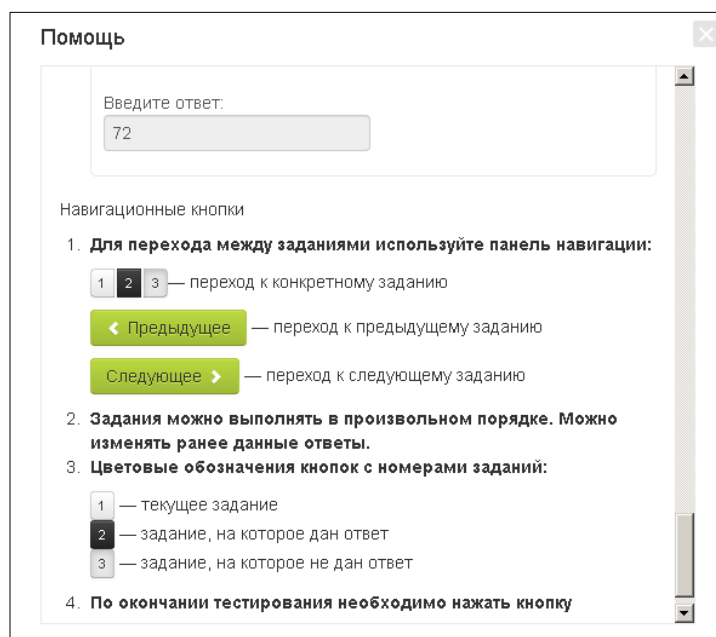 Помощь
Введите ответ:
72
Навигационные кнопки
1. Для перехода между заданиями используйте панель навигации:
1 2 3 — переход к конкретному заданию
Предыдущее — переход к предыдущему заданию
Следующее — переход к следующему заданию
2. Задания можно выполнять в произвольном порядке. Можно
изменять ранее данные ответы.
3. Цветовые обозначения кнопок с номерами заданий:
1 — текущее задание
2 — задание, на которое дан ответ
3 — задание, на которое не дан ответ
4. По окончании тестирования необходимо нажать кнопку